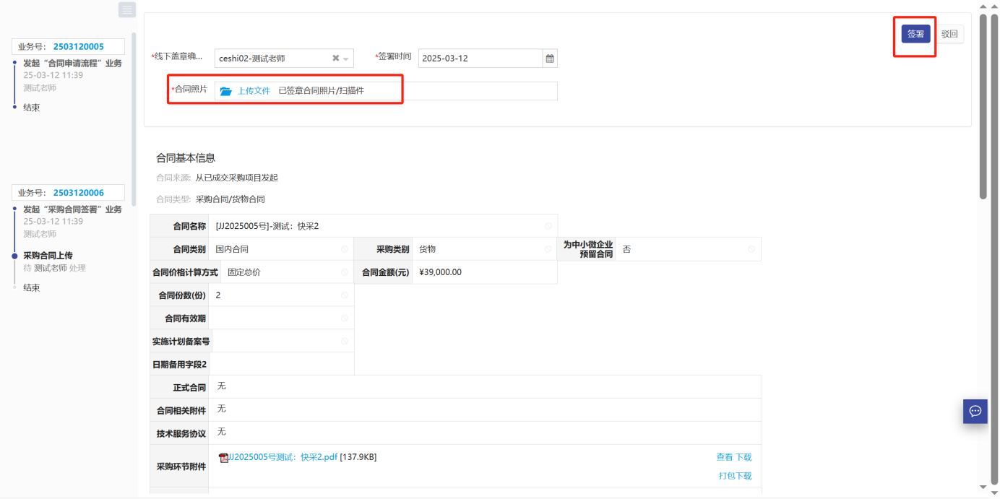 业务号： 2503120005
发起“合同申请流程”业务
25-03-12 11:39
测试老师
结束
业务号： 2503120006
发起“采购合同签署”业务
25-03-12 11:39
测试老师
采购合同上传
待 测试老师 处理
结束
签署 驳回
*线下盖章确... ceshi02-测试老师 *签署时间 2025-03-12
*合同照片 上传文件 已签章合同照片/扫描件
合同基本信息
合同来源: 从已成交采购项目发起
合同类型: 采购合同/货物合同
合同名称 [JJ2025005号]-测试：快采2
合同类别 国内合同 采购类别 货物 为中小微企业
预留合同 否
合同价格计算方式 固定总价 合同金额(元) ¥39,000.00
合同份数(份) 2
合同有效期
实施计划备案号
日期备用字段2
正式合同 无
合同相关附件 无
技术服务协议 无
采购环节附件 JJ2025005号测试：快采2.pdf [137.9KB] 查看 下载
打包下载